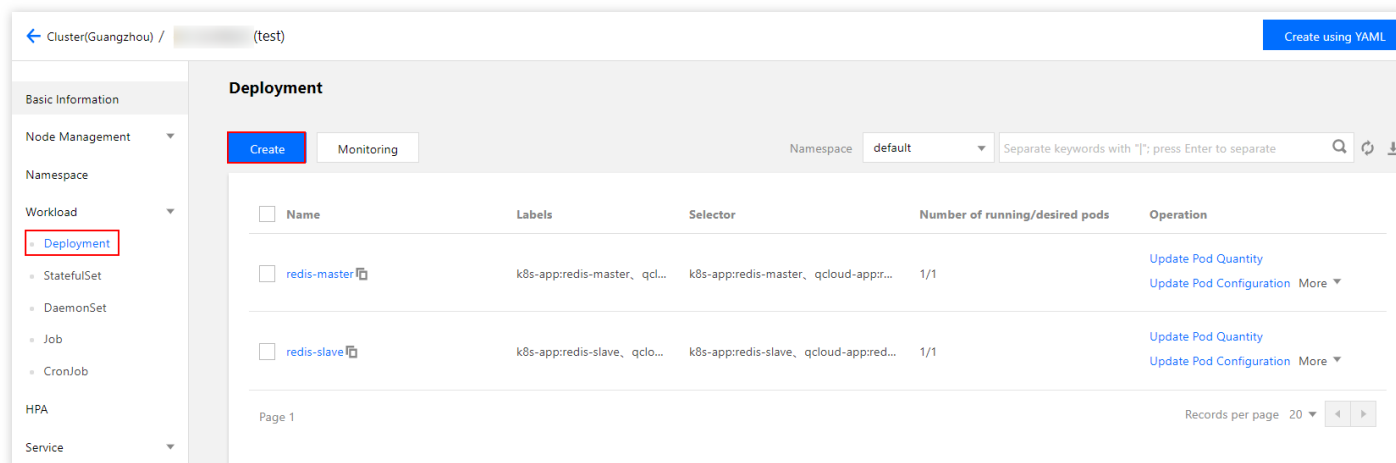 Cluster(Guangzhou) / (test)
Create using YAML
Basic Information
Node Management
Namespace
Workload
Deployment
StatefulSet
DaemonSet
Job
CronJob
HPA
Service
Deployment
Create Monitoring Namespace default Separate keywords with "|"; press Enter to separate
Name Labels Selector Number of running/desired pods Operation
redis-master k8s-app:redis-master、qcl... k8s-app:redis-master、qcloud-app:r... 1/1 Update Pod Quantity
Update Pod Configuration More
redis-slave k8s-app:redis-slave、qclo... k8s-app:redis-slave、qcloud-app:red... 1/1 Update Pod Quantity
Update Pod Configuration More
Page 1 Records per page 20